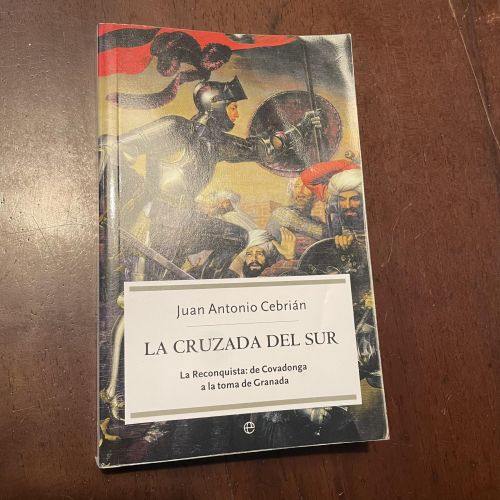 Juan Antonio Cebrián
LA CRUZADA DEL SUR
La Reconquista: de Covadonga
a la toma de Granada
e